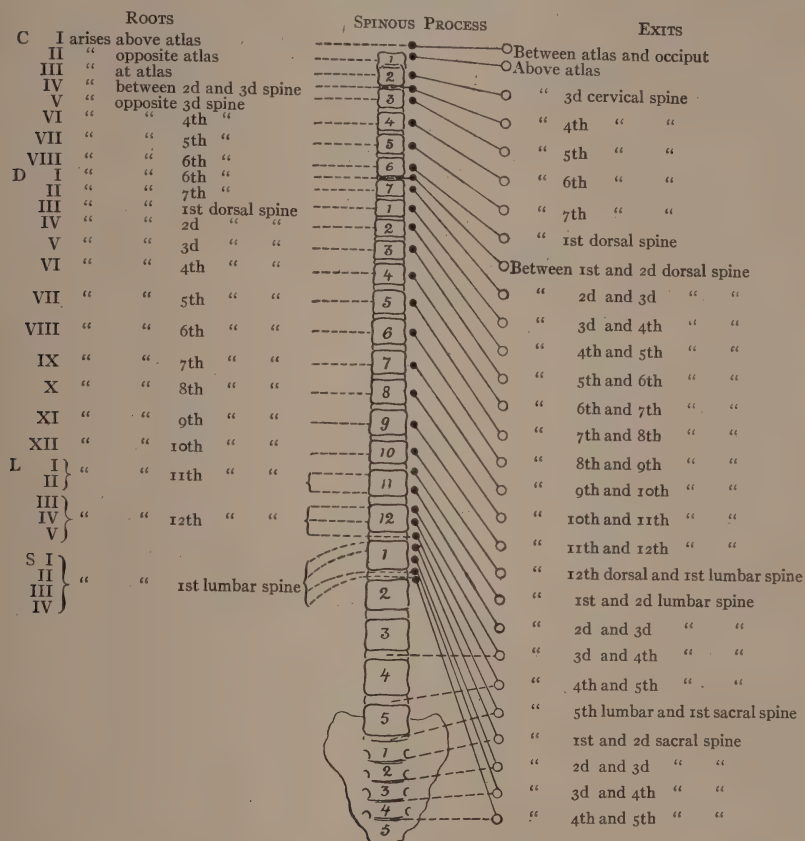 ROOTS
C I arises above atlas
II “ opposite atlas
III “ at atlas
IV “ between 2d and 3d spine
V “ opposite 3d spine
VI “ “ 4th “
VII “ “ 5th “
VIII “ “ 6th “
D I “ “ 6th “
II “ “ 7th “
III “ “ 1st dorsal spine
IV “ “ 2d “ “
V “ “ 3d “ “
VI “ “ 4th “ “
VII “ “ 5th “ “
VIII “ “ 6th “ “
IX “ “ 7th “ “
X “ “ 8th “ “
XI “ “ 9th “ “
XII “ “ 10th “ “
L I
II } “ “ 11th “ “
III
IV } “ “ 12th “ “
V
S I
II
III } “ “ 1st lumbar spine
IV
SPINOUS PROCESS
1
2
3
4
5
6
7
1
2
3
4
5
6
7
8
9
10
11
12
1
2
3
4
5
1
2
3
4
5
EXITS
Between atlas and occiput
Above atlas
“ 3d cervical spine
“ 4th “ “
“ 5th “ “
“ 6th “ “
“ 7th “ “
“ 1st dorsal spine
Between 1st and 2d dorsal spine
“ 2d and 3d “ “
“ 3d and 4th “ “
“ 4th and 5th “ “
“ 5th and 6th “ “
“ 6th and 7th “ “
“ 7th and 8th “ “
“ 8th and 9th “ “
“ 9th and 10th “ “
“ 10th and 11th “ “
“ 11th and 12th “ “
“ 12th dorsal and 1st lumbar spine
“ 1st and 2d lumbar spine
“ 2d and 3d “ “
“ 3d and 4th “ “
“ 4th and 5th “ “
“ 5th lumbar and 1st sacral spine
“ 1st and 2d sacral spine
“ 2d and 3d “ “
“ 3d and 4th “ “
“ 4th and 5th “ “